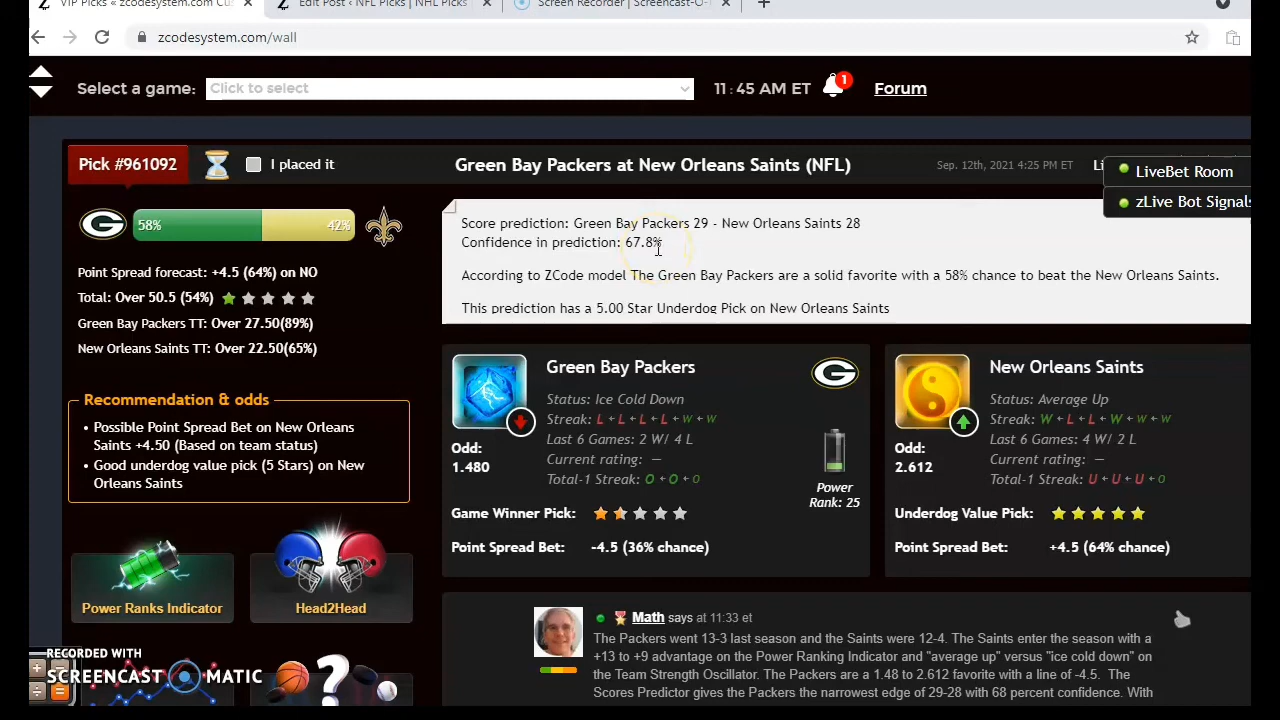 VIP Picks « zcodesystem.com Cu
Edit Post ‹ NFL Picks | NHL Picks
Screen Recorder | Screencast-O-
zcodesystem.com/wall
Select a game:
Click to select
11:45 AM ET
1
Forum
Pick #961092
I placed it
Green Bay Packers at New Orleans Saints (NFL)
Sep. 12th, 2021 4:25 PM ET
LiveBet Room
zLive Bot Signals
58%
42%
Score prediction: Green Bay Packers 29 - New Orleans Saints 28
Confidence in prediction: 67.8%
According to ZCode model The Green Bay Packers are a solid favorite with a 58% chance to beat the New Orleans Saints.
This prediction has a 5.00 Star Underdog Pick on New Orleans Saints
Point Spread forecast: +4.5 (64%) on NO
Total: Over 50.5 (54%)
Green Bay Packers TT: Over 27.50(89%)
New Orleans Saints TT: Over 22.50(65%)
Recommendation & odds
• Possible Point Spread Bet on New Orleans
Saints +4.50 (Based on team status)
• Good underdog value pick (5 Stars) on New
Orleans Saints
Power Ranks Indicator
Head2Head
Green Bay Packers
Status: Ice Cold Down
Streak: L ← L ← L ← L ← W ← W
Last 6 Games: 2 W/ 4 L
Current rating: —
Total-1 Streak: O ← O ← O
Odd:
1.480
Power
Rank: 25
Game Winner Pick:
Point Spread Bet: -4.5 (36% chance)
New Orleans Saints
Status: Average Up
Streak: W ← L ← L ← W ← W ← W
Last 6 Games: 4 W/ 2 L
Current rating: —
Total-1 Streak: U ← U ← U ← O
Odd:
2.612
Underdog Value Pick:
Point Spread Bet: +4.5 (64% chance)
Math says at 11:33 et
The Packers went 13-3 last season and the Saints were 12-4. The Saints enter the season with a
+13 to +9 advantage on the Power Ranking Indicator and "average up" versus "ice cold down" on
the Team Strength Oscillator. The Packers are a 1.48 to 2.612 favorite with a line of -4.5. The
Scores Predictor gives the Packers the narrowest edge of 29-28 with 68 percent confidence. With
RECORDED WITH
SCREENCAST MATIC